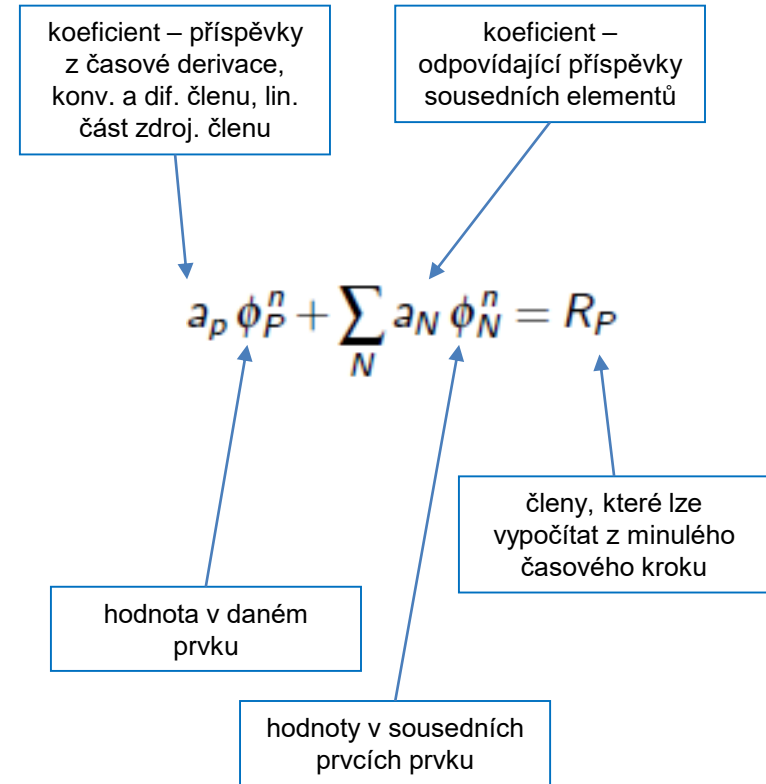 koeficient – příspěvky
z časové derivace,
konv. a dif. členu, lin.
část zdroj. členu
koeficient –
odpovídající příspěvky
sousedních elementů
a_p ϕ_P^n + ∑_N a_N ϕ_N^n = R_P
členy, které lze
vypočítat z minulého
časového kroku
hodnota v daném
prvku
hodnoty v sousedních
prvcích prvku